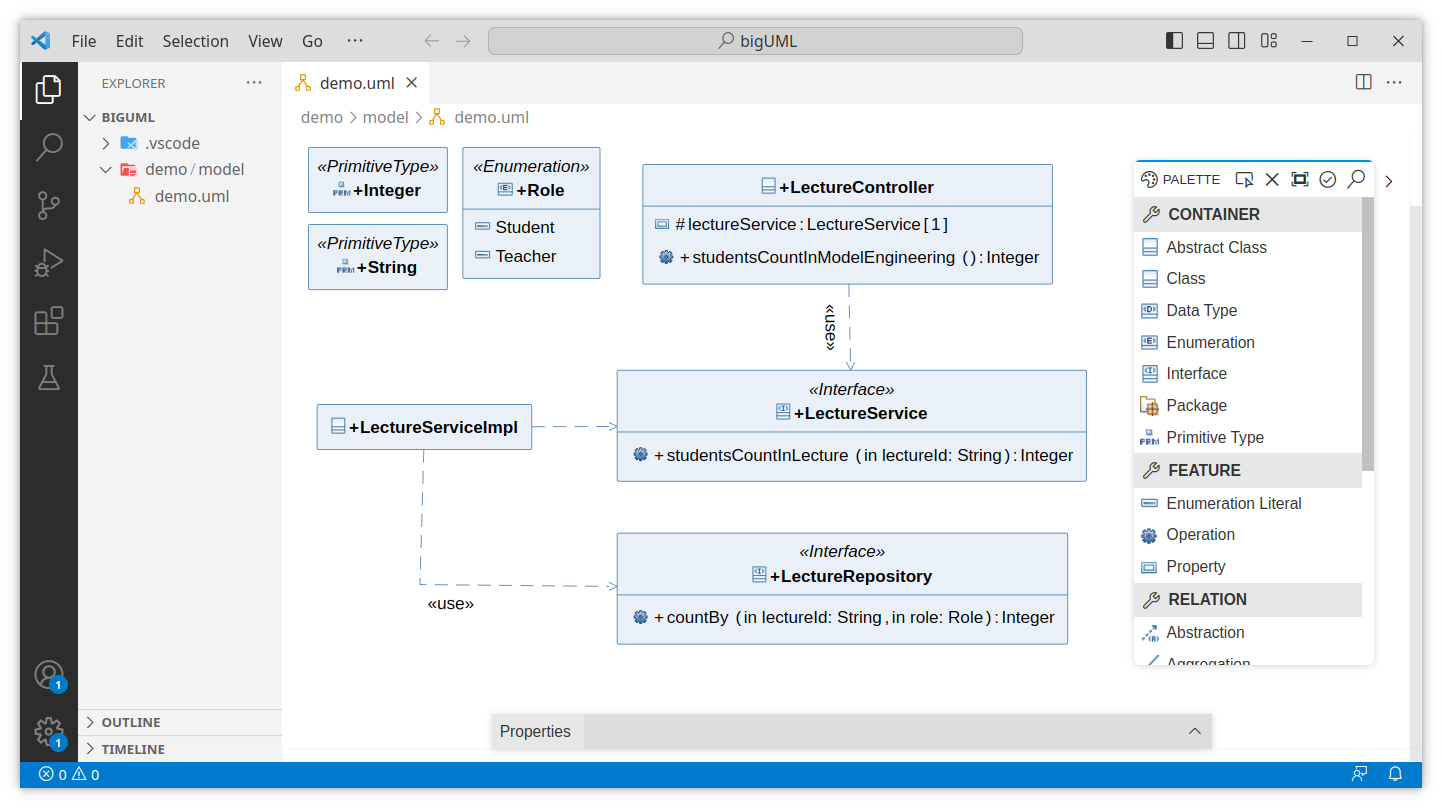 File Edit Selection View Go ··· bigUML
EXPLORER ···
BIGUML
.vscode
demo / model
demo.uml
OUTLINE
TIMELINE
demo.uml
demo > model > demo.uml
«PrimitiveType»
+Integer
«PrimitiveType»
+String
«Enumeration»
+Role
Student
Teacher
+LectureController
# lectureService : LectureService [ 1 ]
+ studentsCountInModelEngineering ( ) : Integer
«use»
«Interface»
+LectureService
+ studentsCountInLecture ( in lectureId: String ) : Integer
+LectureServiceImpl
«use»
«Interface»
+LectureRepository
+ countBy ( in lectureId: String , in role: Role ) : Integer
PALETTE
CONTAINER
Abstract Class
Class
Data Type
Enumeration
Interface
Package
Primitive Type
FEATURE
Enumeration Literal
Operation
Property
RELATION
Abstraction
Aggregation
Properties
1
1
0 0